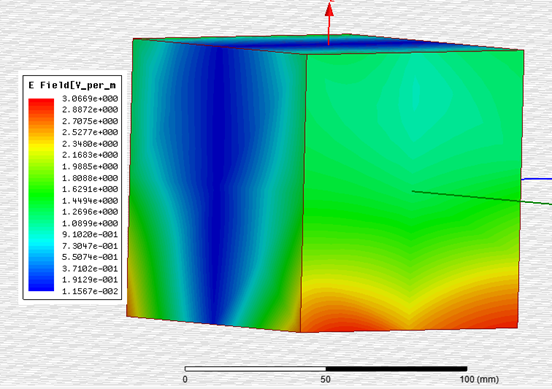 E Field[V_per_m
3.0669e+000
2.8872e+000
2.7075e+000
2.5277e+000
2.3480e+000
2.1683e+000
1.9885e+000
1.8088e+000
1.6291e+000
1.4494e+000
1.2696e+000
1.0899e+000
9.1020e-001
7.3047e-001
5.5074e-001
3.7102e-001
1.9129e-001
1.1567e-002
0 50 100 (mm)